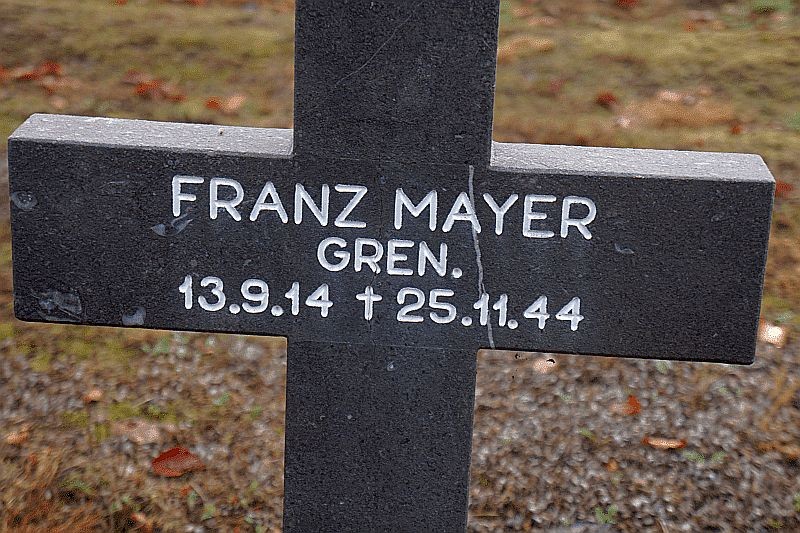 FRANZ MAYER
GREN.
13.9.14 † 25.11.44